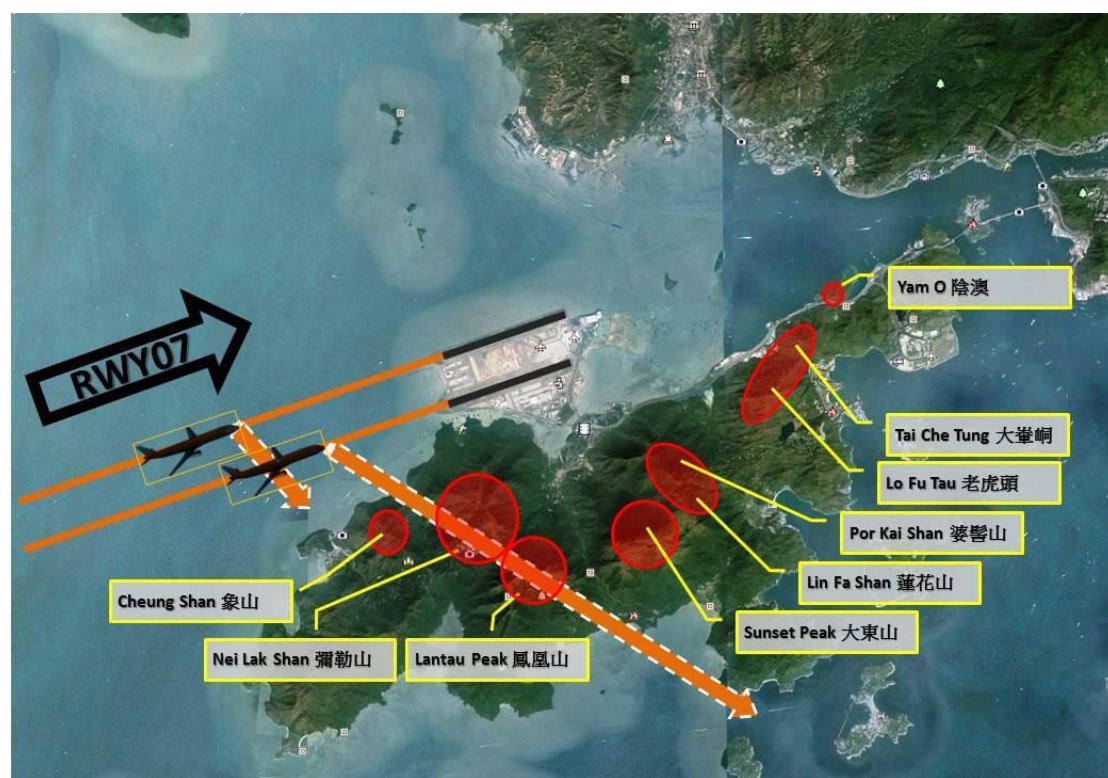 RWY07
Yam O 陰澳
Tai Che Tung 大輋峒
Lo Fu Tau 老虎頭
Por Kai Shan 婆髻山
Lin Fa Shan 蓮花山
Sunset Peak 大東山
Cheung Shan 象山
Nei Lak Shan 彌勒山
Lantau Peak 鳳凰山